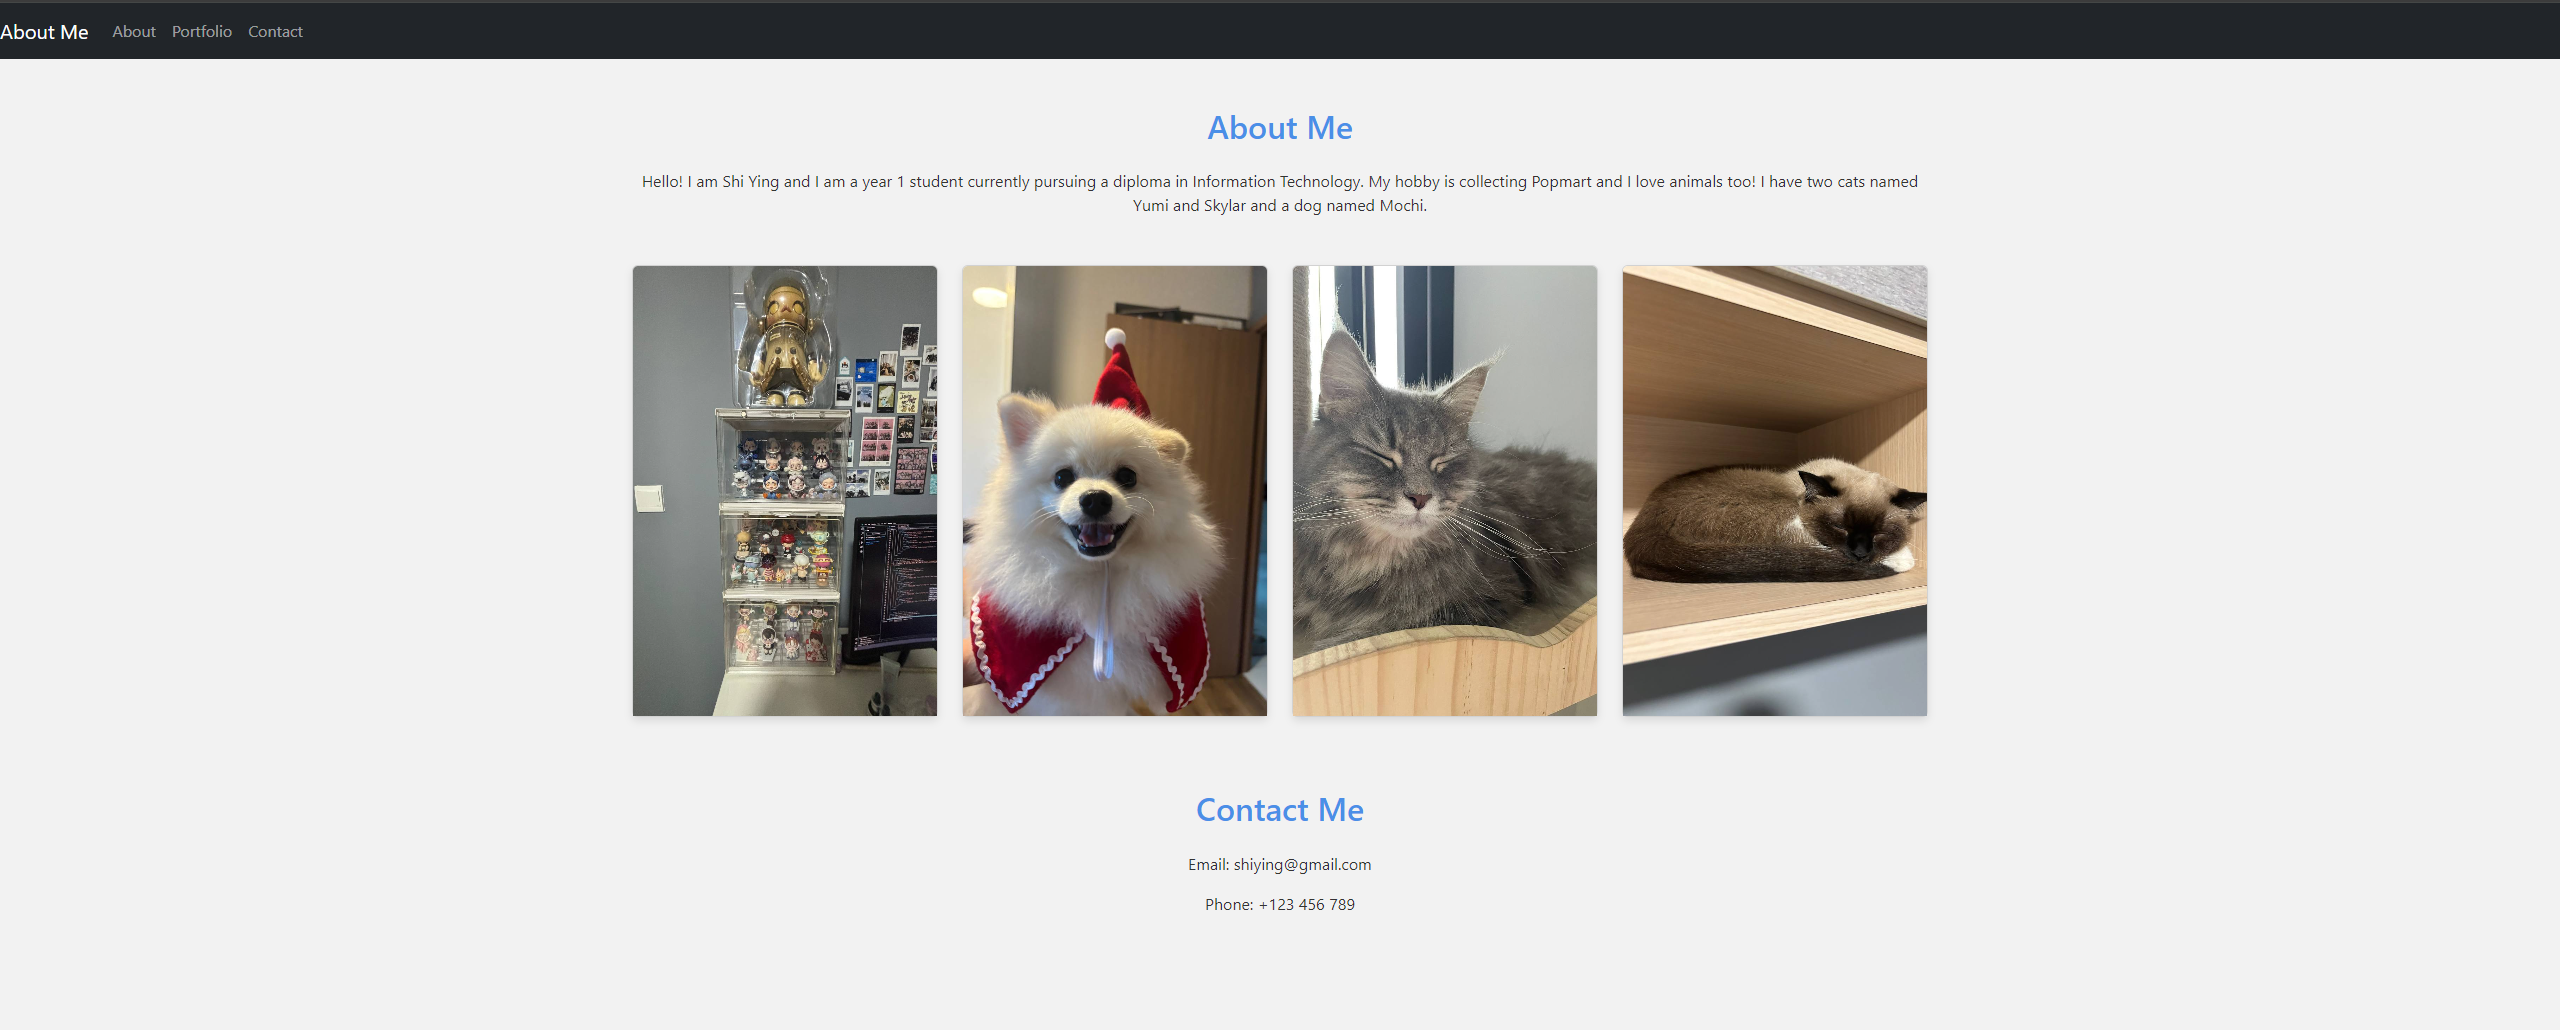 About Me About Portfolio Contact
About Me
Hello! I am Shi Ying and I am a year 1 student currently pursuing a diploma in Information Technology. My hobby is collecting Popmart and I love animals too! I have two cats named
Yumi and Skylar and a dog named Mochi.
Contact Me
Email: shiying@gmail.com
Phone: +123 456 789